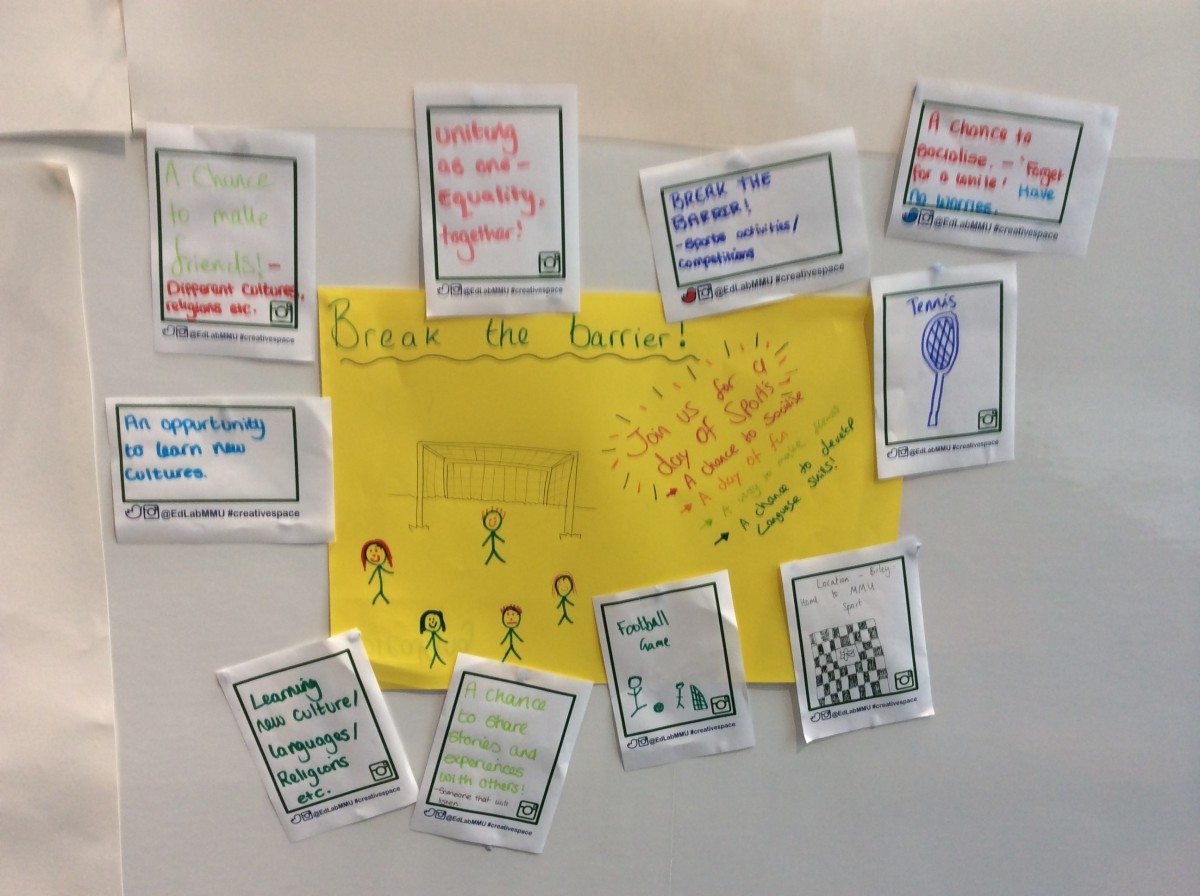 A Chance
to make
friends! -
Different cultures,
religions etc.
@EdLabMMU #creativespace
Uniting
as one -
Equality,
together!
@EdLabMMU #creativespace
BREAK THE
BARRIER!
- Sports activities/
competitions
@EdLabMMU #creativespace
A chance to
socialise. - 'Forget
for a while' Have
no worries.
@EdLabMMU #creativespace
Tennis
@EdLabMMU #creativespace
An oppurtunity
to learn new
cultures.
@EdLabMMU #creativespace
Break the barrier!
Join us for a
day of SPORTS
A chance to socilise
A day of fun
A way to make friends
A chance to develop
Language skills!
Learning
new culture/
languages/
Religions
etc.
@EdLabMMU #creativespace
A chance
to share
stories and
experiences
with others!
- Someone that will
listen
@EdLabMMU #creativespace
Football
Game
@EdLabMMU #creativespace
Location - Birley
to MMU
Sport
@EdLabMMU #creativespace